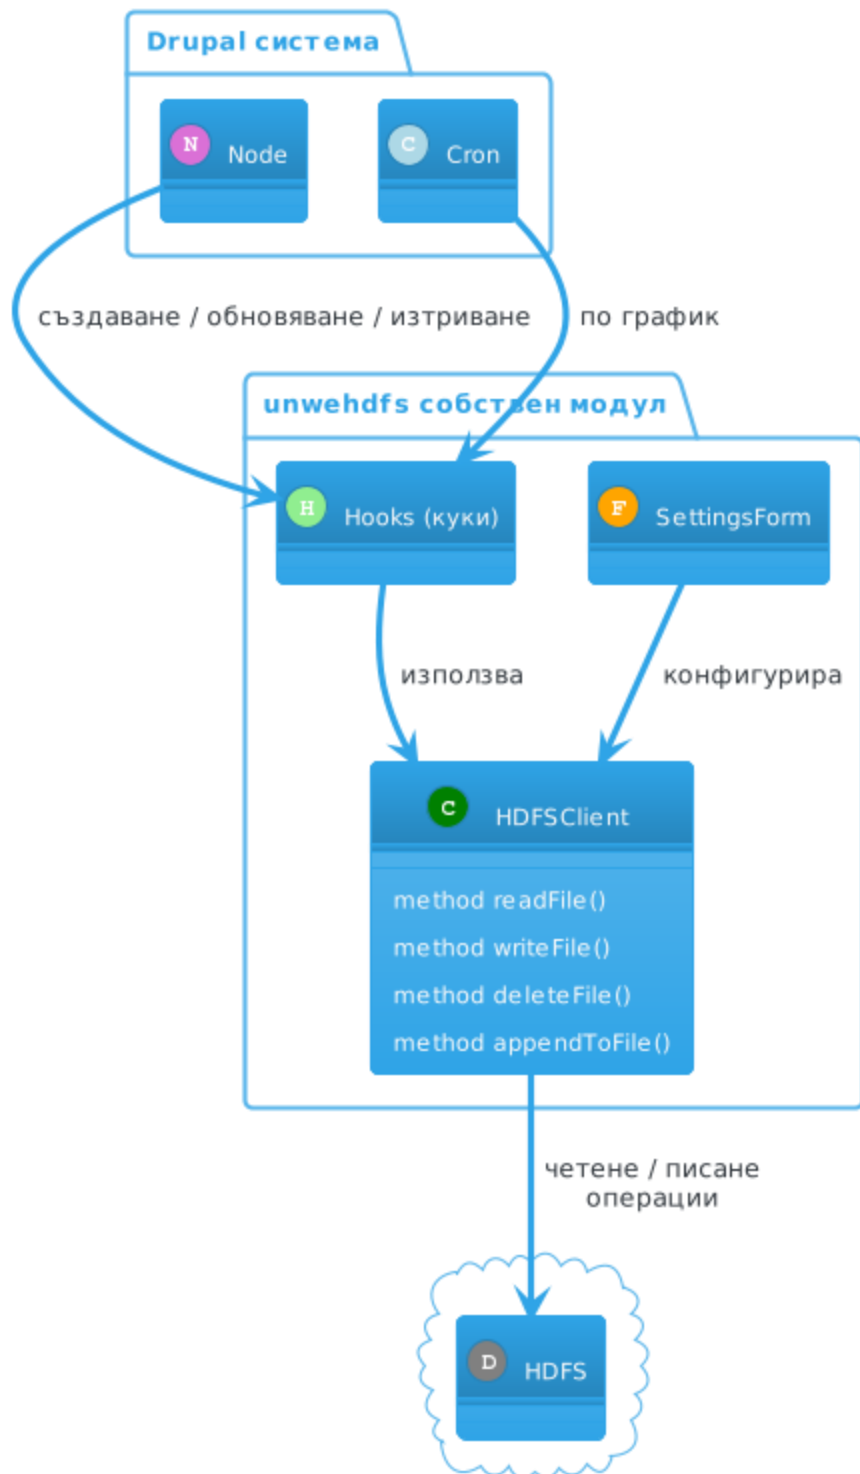 Drupal система
N Node
C Cron
създаване / обновяване / изтриване
по график
unwehdfs собствен модул
H Hooks (куки)
F SettingsForm
използва
конфигурира
C HDFSClient
method readFile()
method writeFile()
method deleteFile()
method appendToFile()
четене / писане
операции
D HDFS